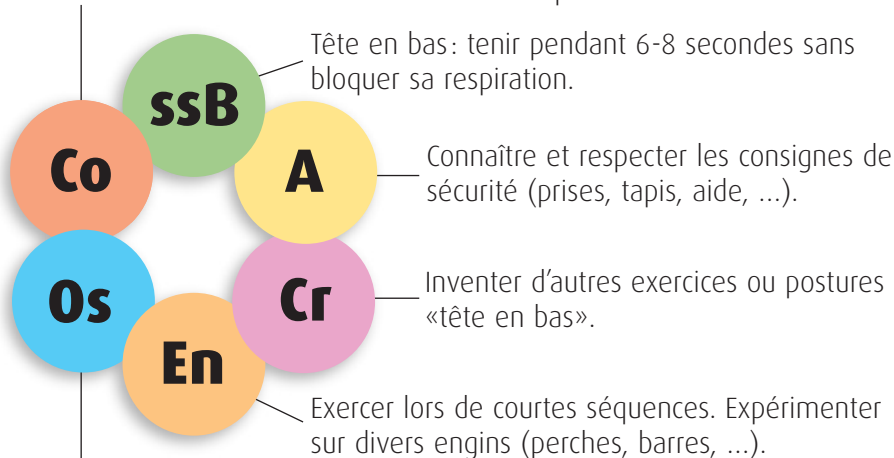 Tête en bas: tenir pendant 6-8 secondes sans
bloquer sa respiration.
ssB
Co
A
Connaître et respecter les consignes de
sécurité (prises, tapis, aide, ...).
Os
Cr
Inventer d'autres exercices ou postures
«tête en bas».
En
Exercer lors de courtes séquences. Expérimenter
sur divers engins (perches, barres, ...).